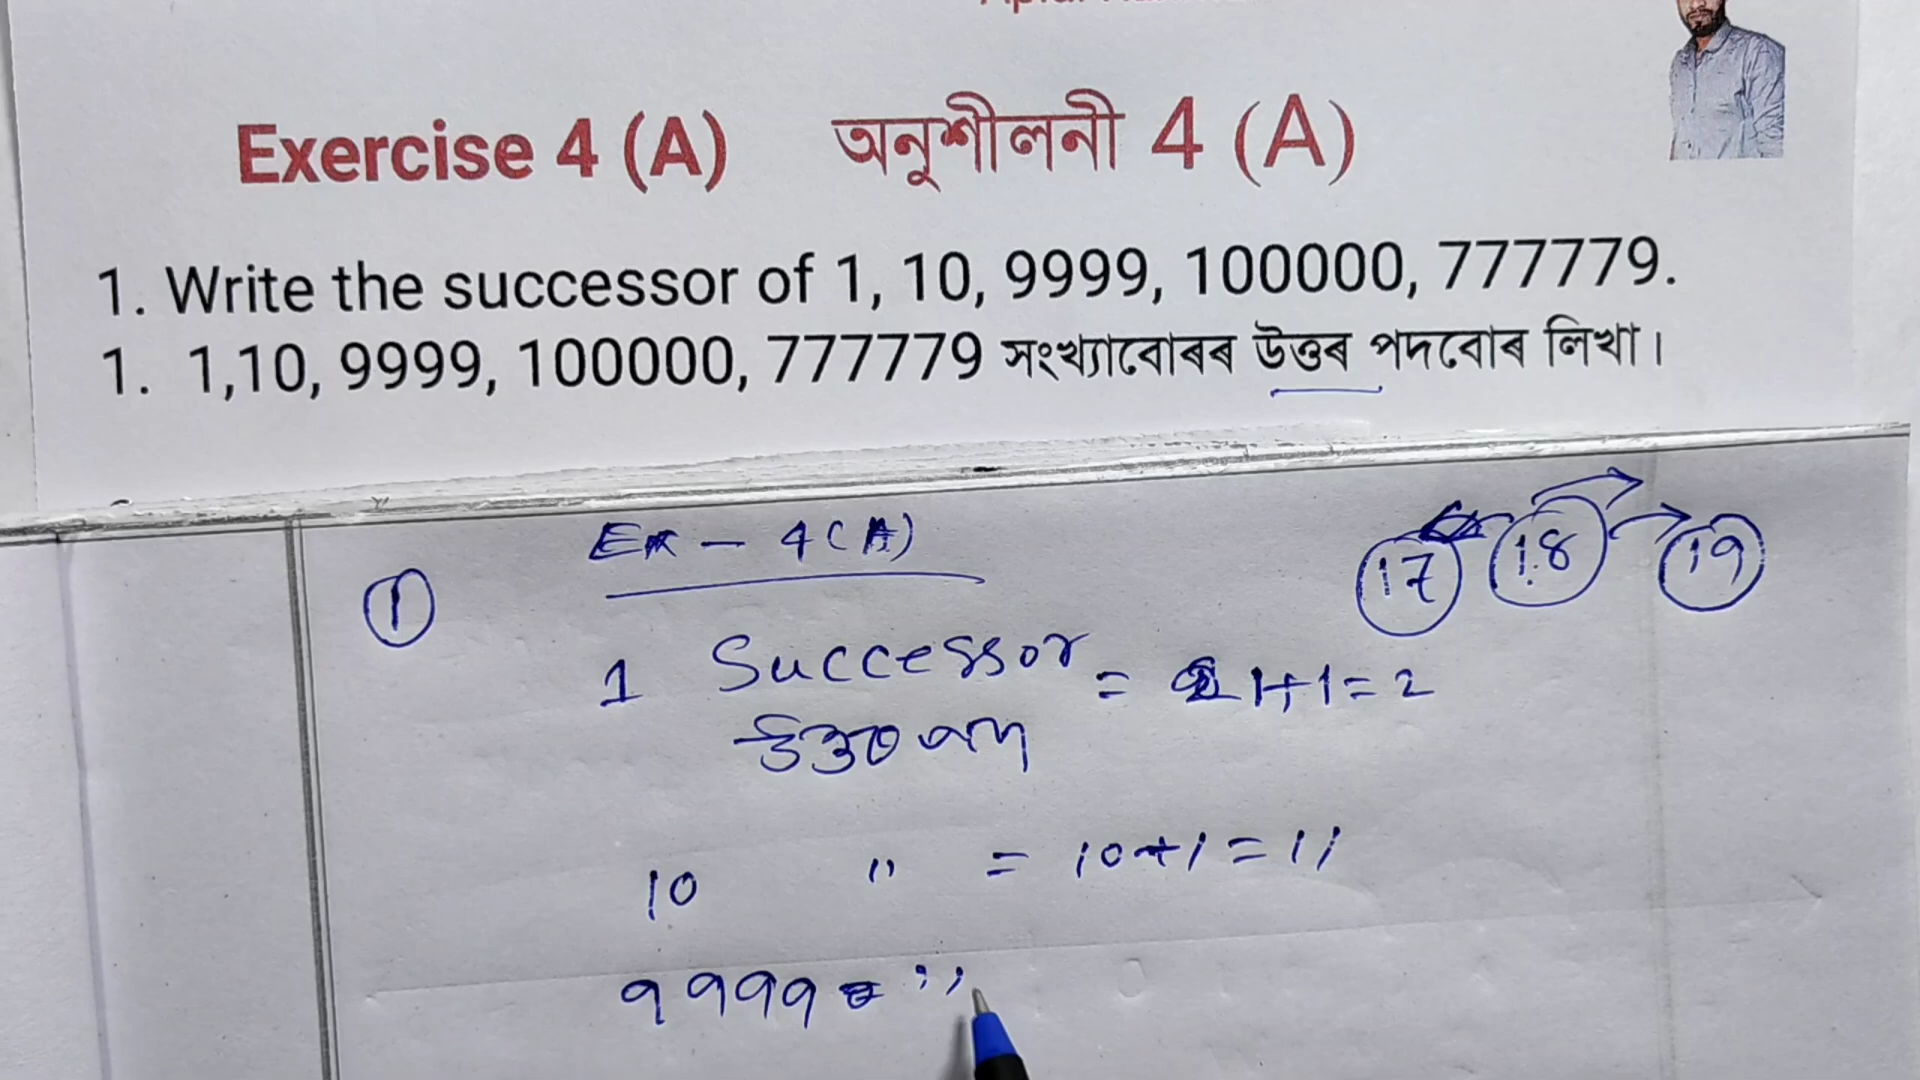 Exercise 4 (A) অনুশীলনী 4 (A)
1. Write the successor of 1, 10, 9999, 100000, 777779.
1. 1,10, 9999, 100000, 777779 সংখ্যাবোৰৰ উত্তৰ পদবোৰ লিখা।
Ex - 4(A)
17 18 19
①
1 Successor = 1+1=2
উত্তৰ পদ
10 " = 10+1=11
9999 "